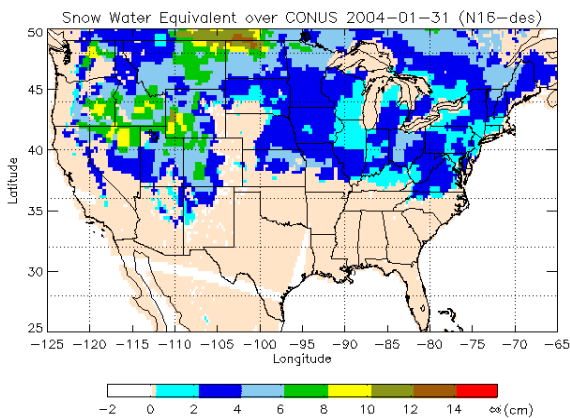 Snow Water Equivalent over CONUS 2004-01-31 (N16-des)
50
45
40
35
30
25
Latitude
-125 -120 -115 -110 -105 -100 -95 -90 -85 -80 -75 -70 -65
Longitude
-2 0 2 4 6 8 10 12 14 ∞ (cm)